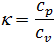 κ = c_p / c_v